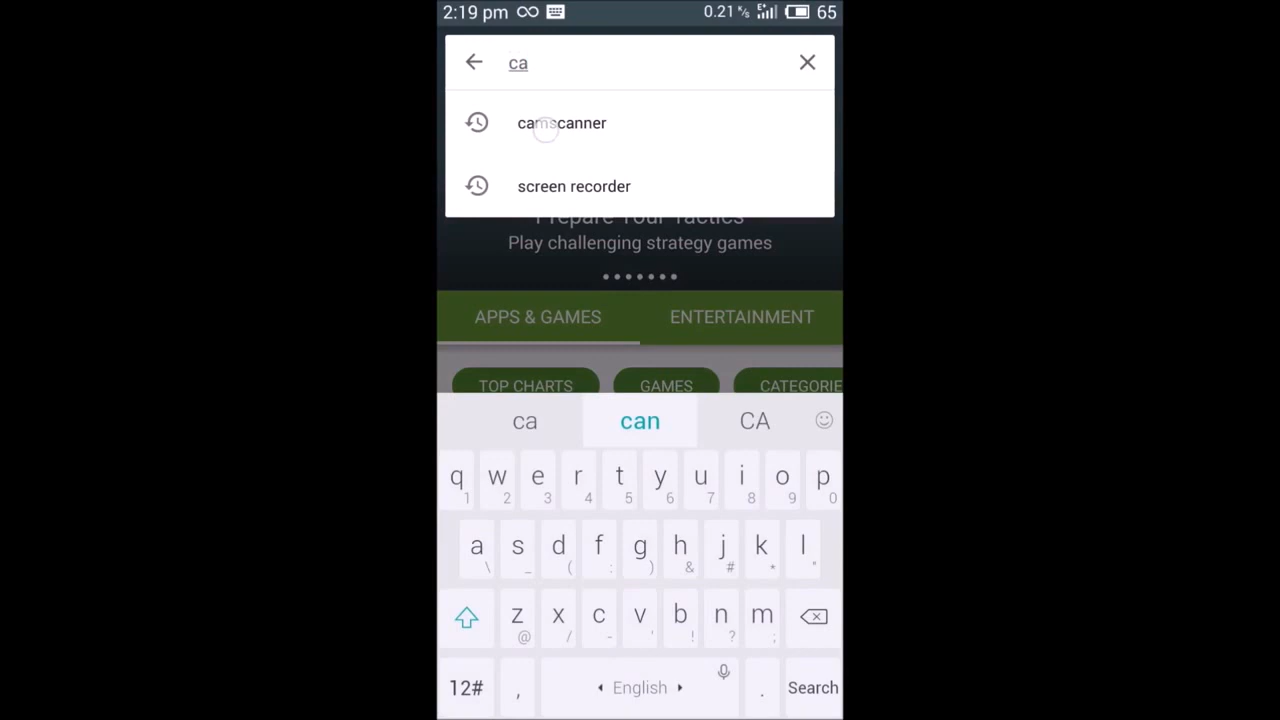 2:19 pm 0.21 K/s E 65
ca
camscanner
screen recorder
Prepare Your Tactics
Play challenging strategy games
APPS & GAMES ENTERTAINMENT
TOP CHARTS GAMES CATEGORIE
ca can CA
q w e r t y u i o p
1 2 3 4 5 6 7 8 9 0
a s d f g h j k l
\ _ ( : ) & # * "
z x c v b n m
@ / - ' ! ? ;
12# , English . Search